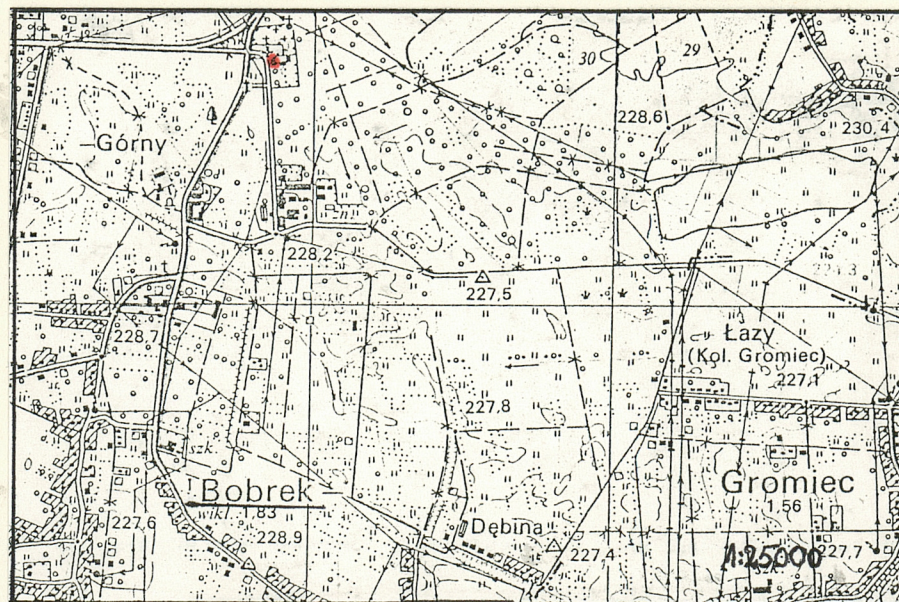 30
29
228,6
230,4
–Górny
228,2
227,5
228,7
Łazy
(Kol. Gromiec)
227,1
227,8
szk.
Bobrek–
wikl
83
Gromiec
1,56
227,6
228,9
Dębina
227,4
1:25000
227,7